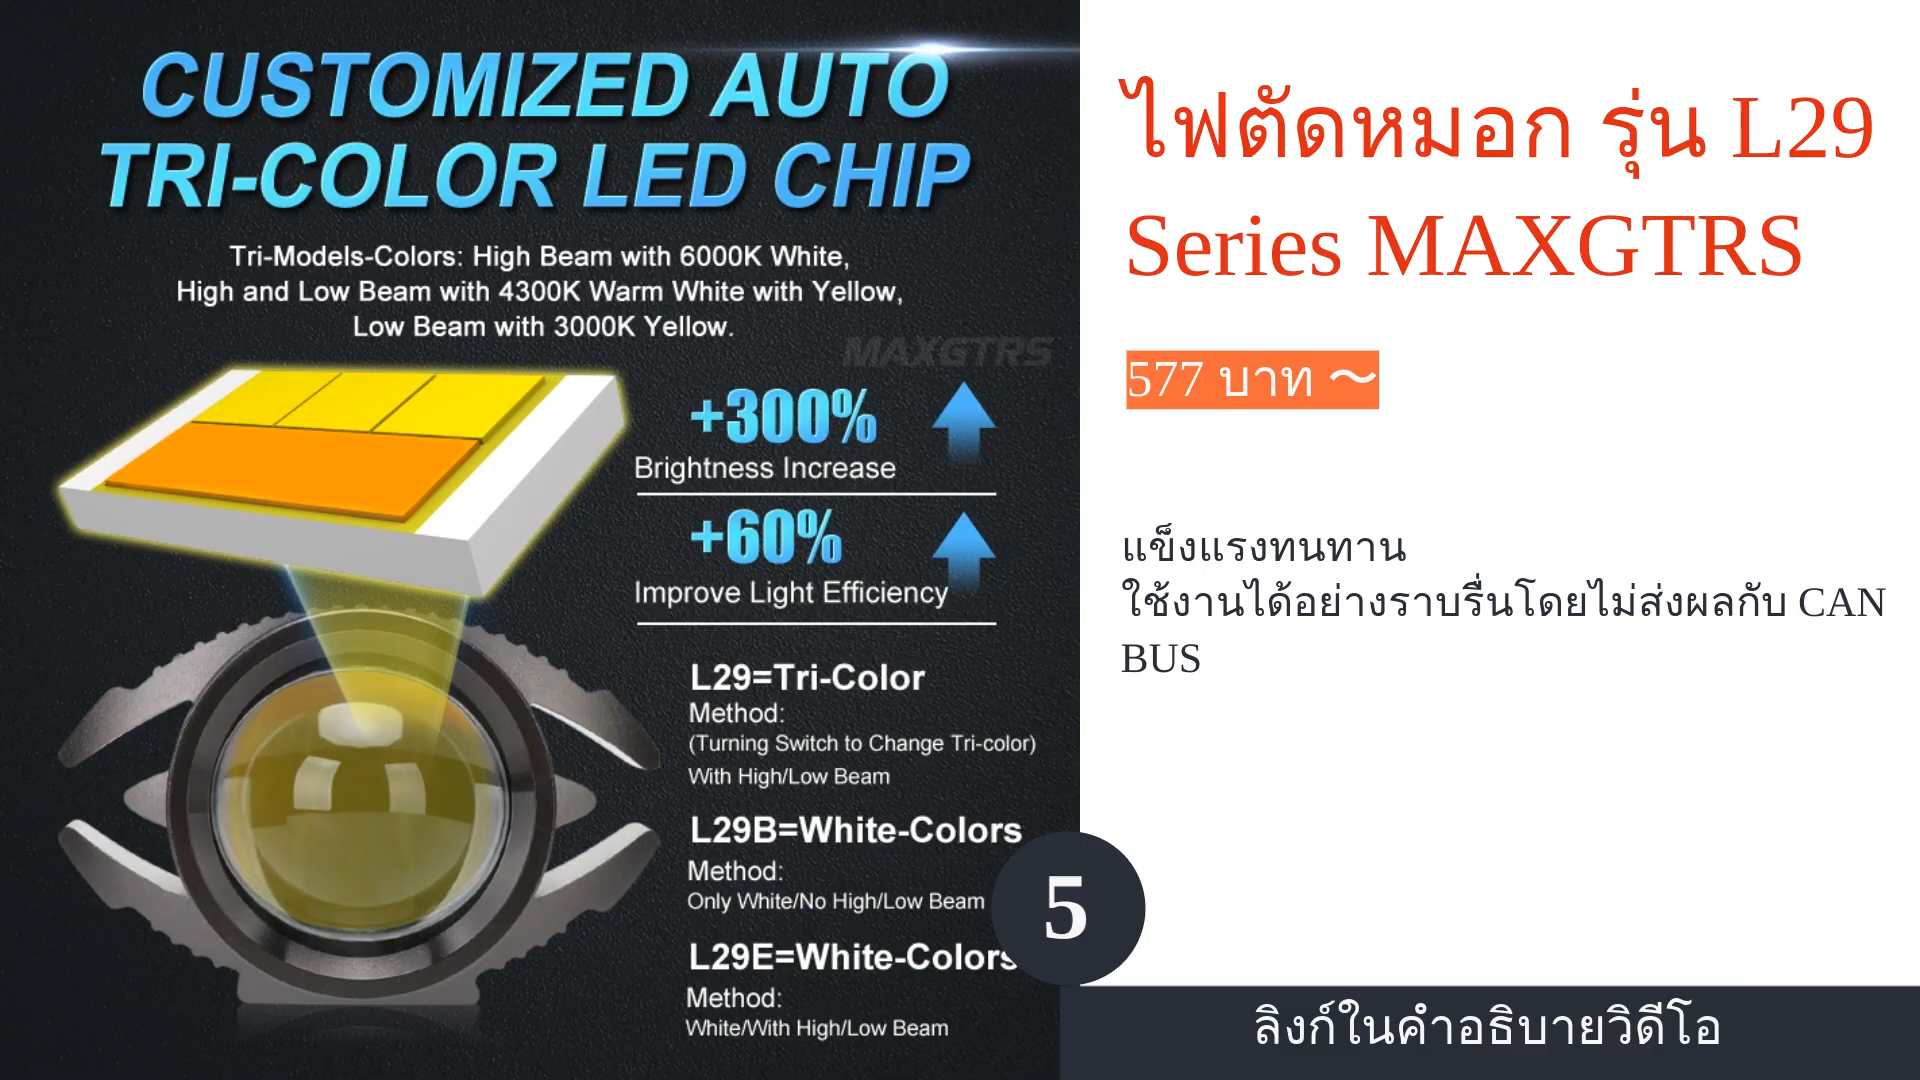 CUSTOMIZED AUTO
TRI-COLOR LED CHIP
Tri-Models-Colors: High Beam with 6000K White,
High and Low Beam with 4300K Warm White with Yellow,
Low Beam with 3000K Yellow.
MAXGTRS
+300%
Brightness Increase
+60%
Improve Light Efficiency
L29=Tri-Color
Method:
(Turning Switch to Change Tri-color)
With High/Low Beam
L29B=White-Colors
Method:
Only White/No High/Low Beam
L29E=White-Colors
Method:
White/With High/Low Beam
ไฟตัดหมอก รุ่น L29
Series MAXGTRS
577 บาท ～
แข็งแรงทนทาน
ใช้งานได้อย่างราบรื่นโดยไม่ส่งผลกับ CAN
BUS
5
ลิงก์ในคำอธิบายวิดีโอ